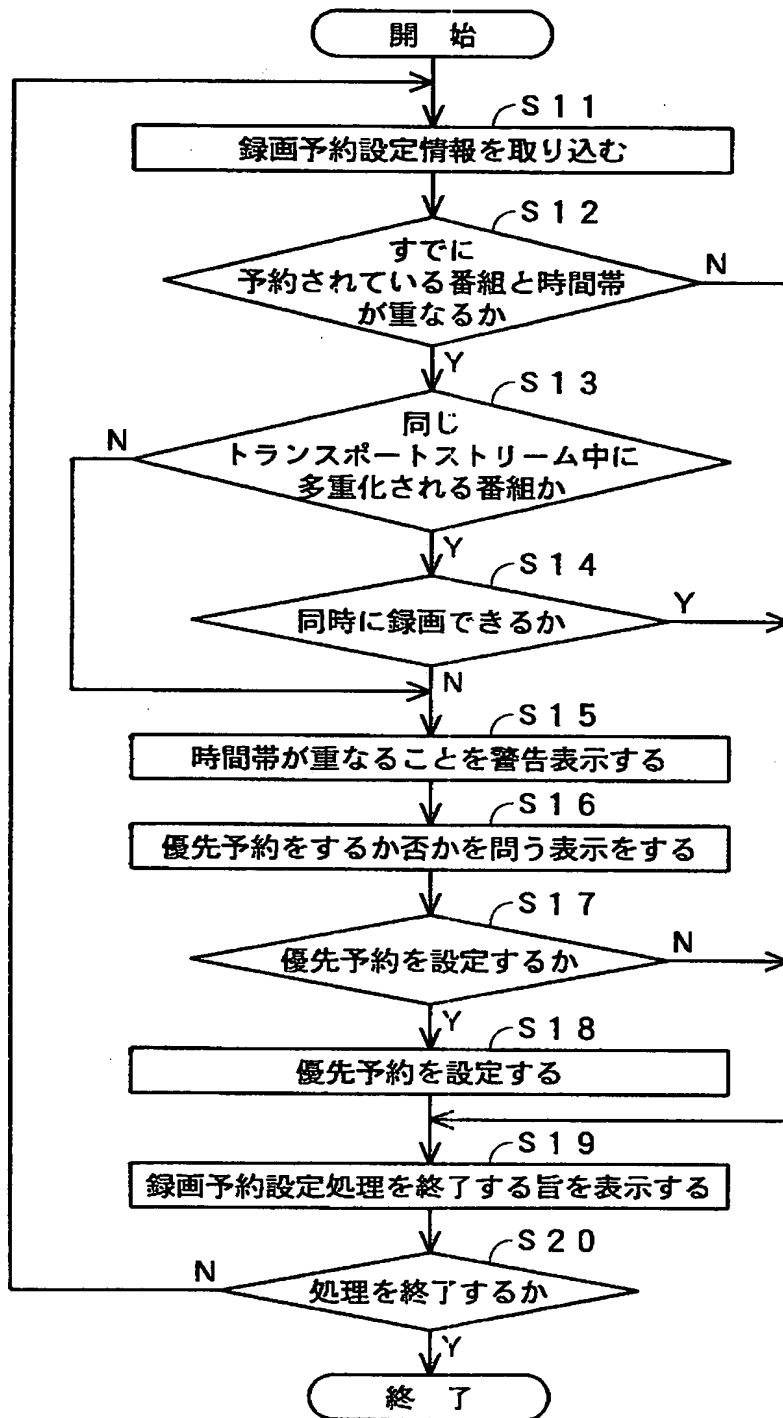 開 始
S11
録画予約設定情報を取り込む
S12
すでに
予約されている番組と時間帯
が重なるか
N
Y
S13
同じ
トランスポートストリーム中に
多重化される番組か
N
Y
S14
同時に録画できるか
Y
N
S15
時間帯が重なることを警告表示する
S16
優先予約をするか否かを問う表示をする
S17
優先予約を設定するか
N
Y
S18
優先予約を設定する
S19
録画予約設定処理を終了する旨を表示する
S20
処理を終了するか
N
Y
終 了